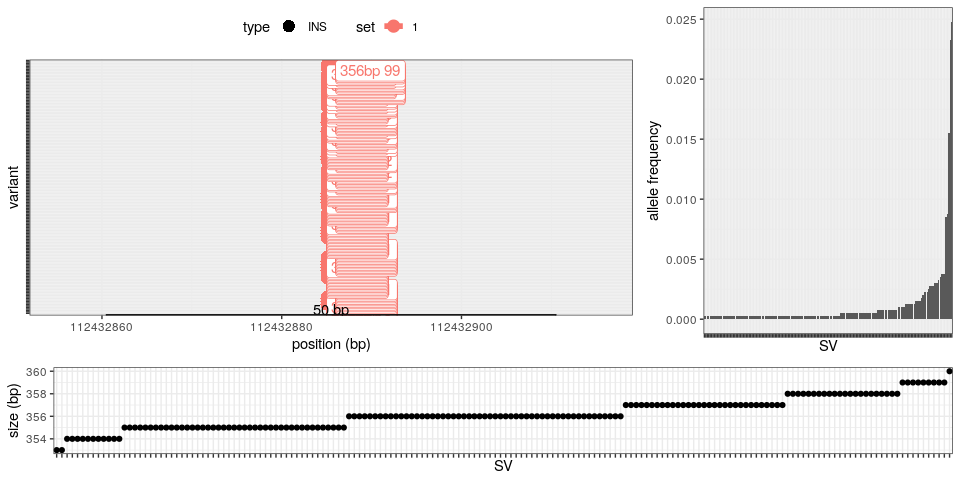 type INS set 1
356bp 99
variant
50 bp
112432860 112432880 112432900
position (bp)
0.025
0.020
0.015
0.010
0.005
0.000
allele frequency
SV
360
358
356
354
size (bp)
SV